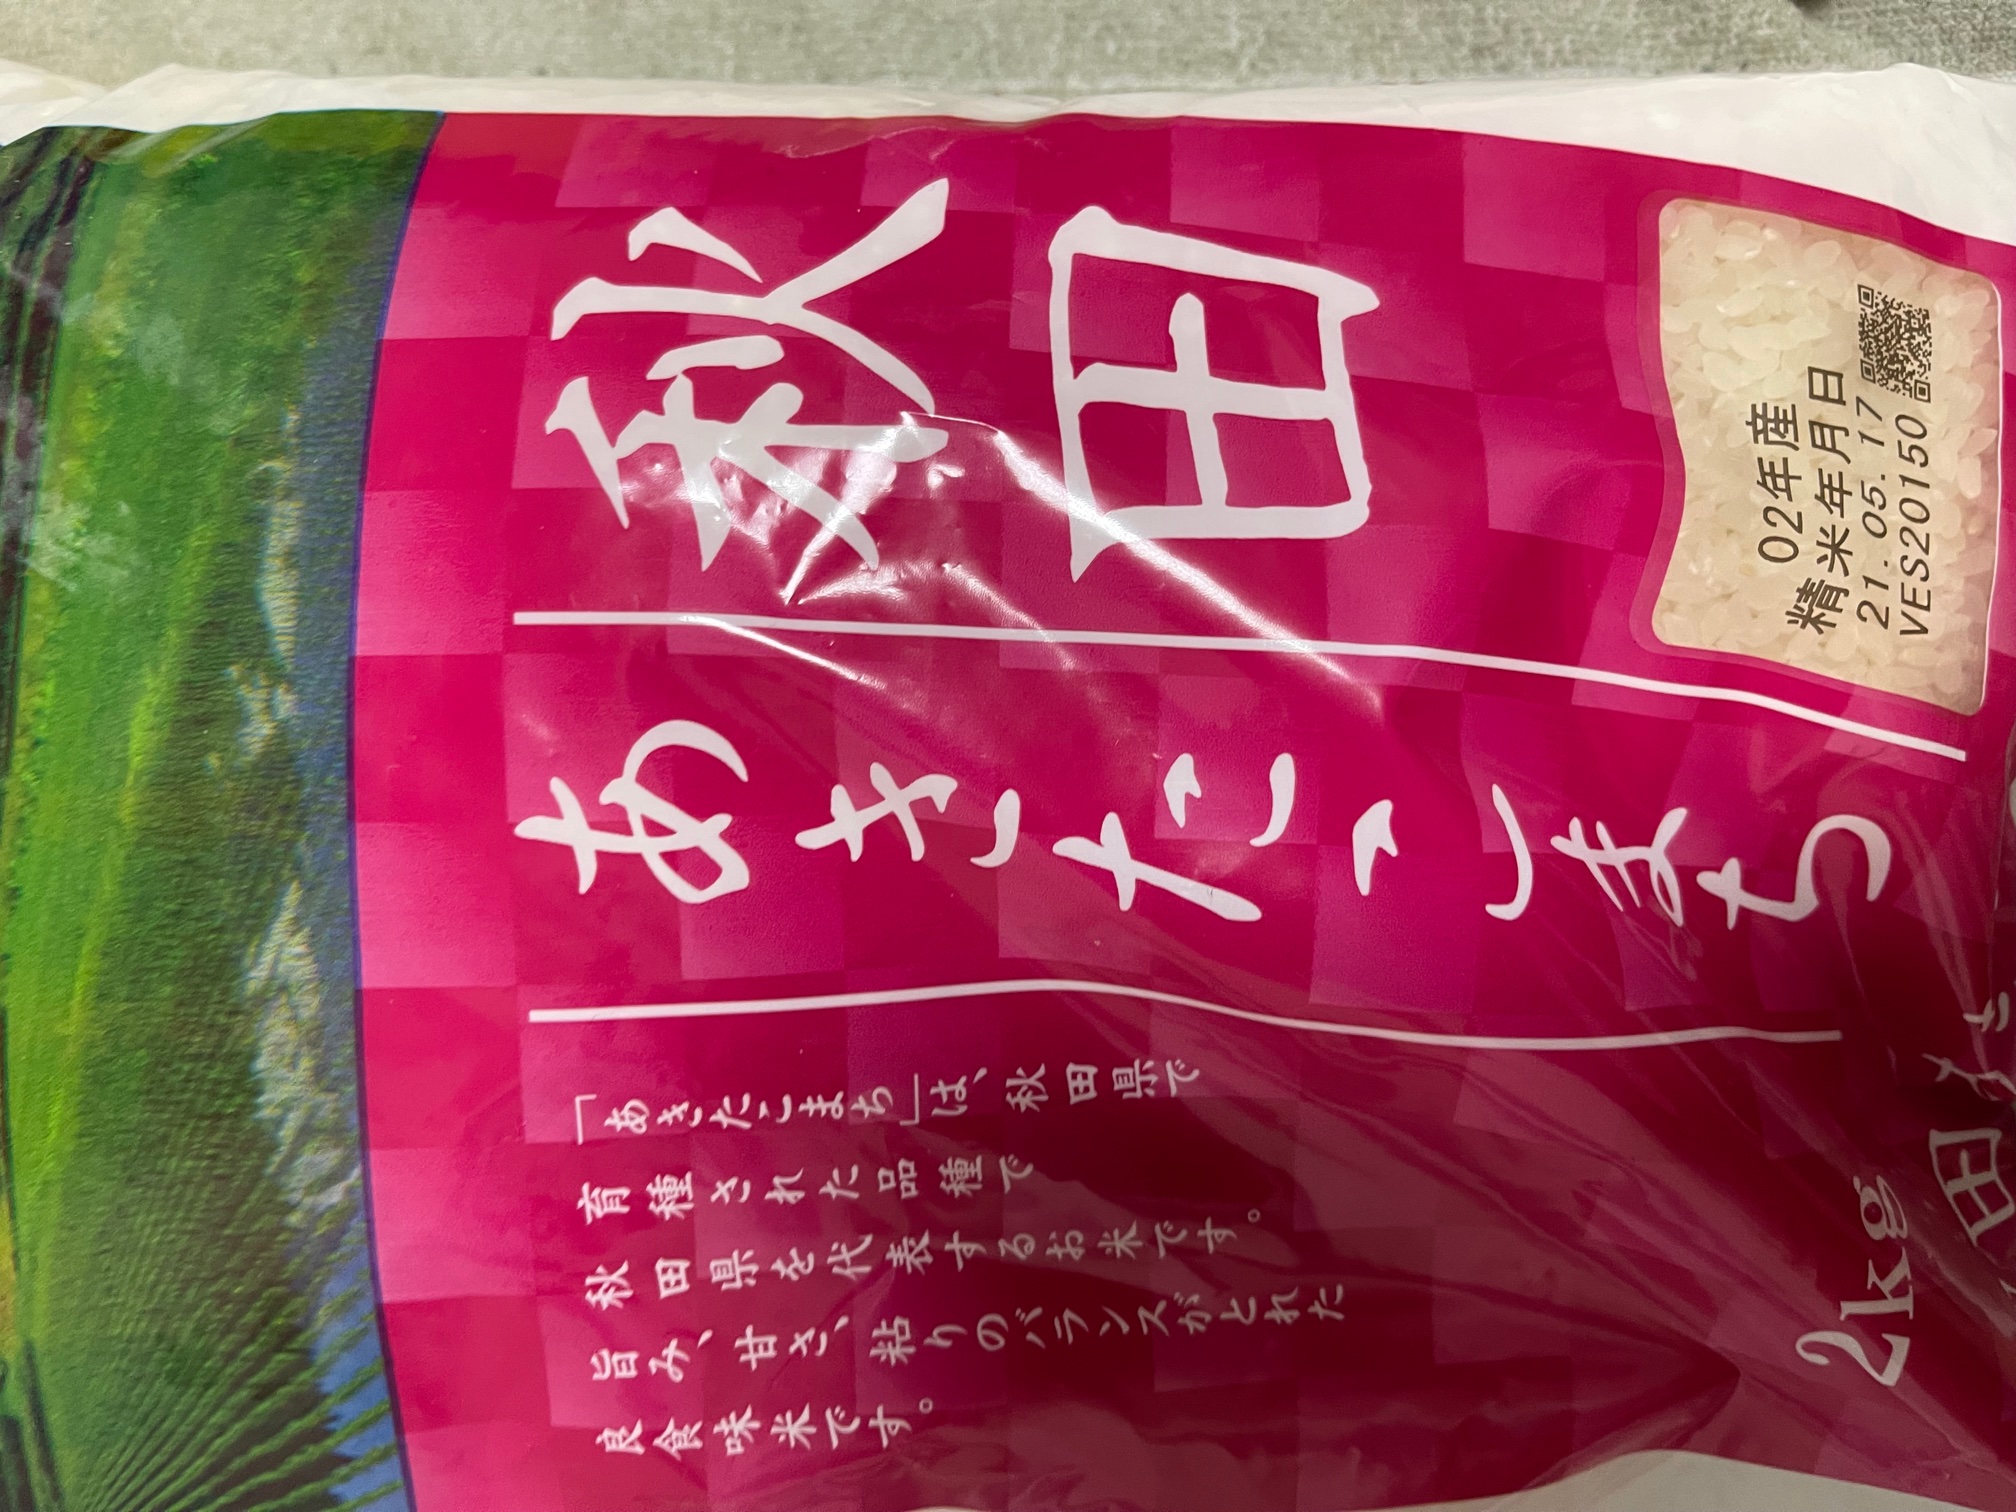 秋田
あきたこまち
「あきたこまち」は、秋田県で
育種された品種で
秋田県を代表するお米です。
旨み、甘さ、粘りのバランスがとれた
良食味米です。
2kg
02年産
精米年月日
21.05.17
VES20150
田